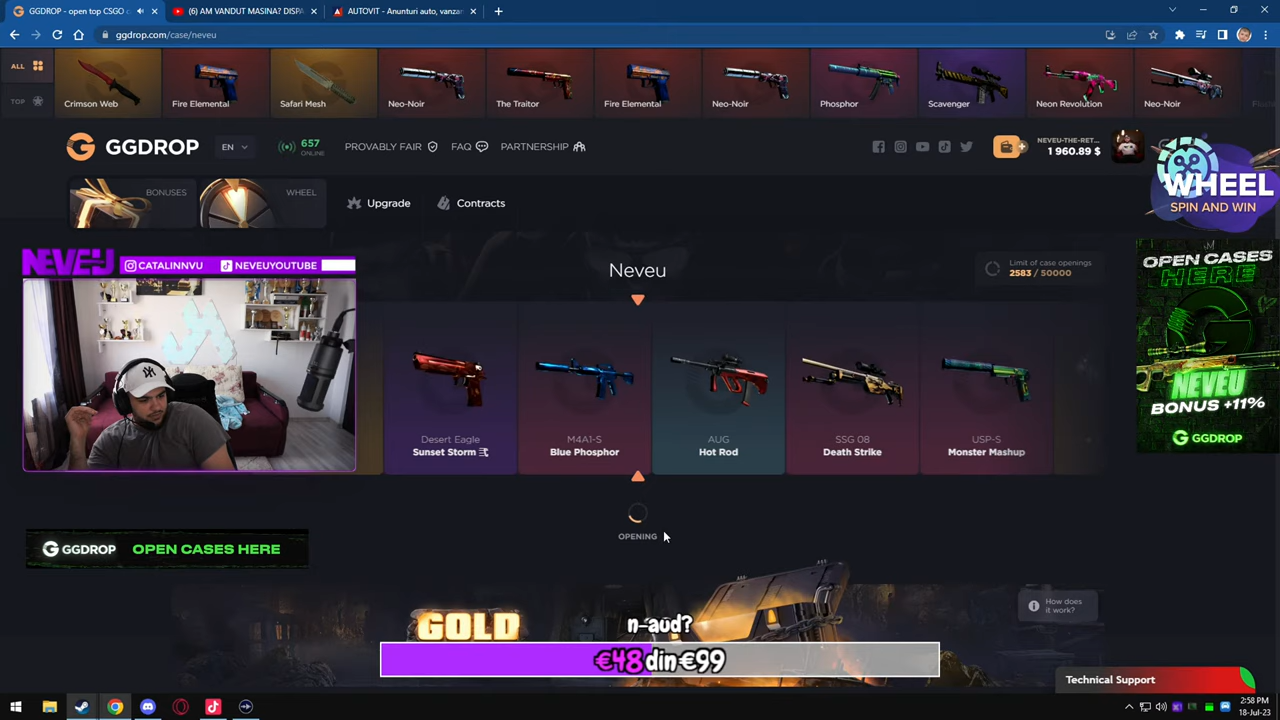 GGDROP - open top CSGO c
(6) AM VANDUT MASINA? DISPA
AUTOVIT - Anunturi auto, vanzar
ggdrop.com/case/neveu
ALL
TOP
Crimson Web
Fire Elemental
Safari Mesh
Neo-Noir
The Traitor
Fire Elemental
Neo-Noir
Phosphor
Scavenger
Neon Revolution
Neo-Noir
GGDROP
EN
657
ONLINE
PROVABLY FAIR
FAQ
PARTNERSHIP
NEVEU-THE-RET...
1 960.89 $
WHEEL
SPIN AND WIN
BONUSES
WHEEL
Upgrade
Contracts
NEVEU
CATALINNVU
NEVEUYOUTUBE
Neveu
Limit of case openings
2583 / 50000
OPEN CASES
HERE
NEVEU
BONUS +11%
GGDROP
Desert Eagle
Sunset Storm
M4A1-S
Blue Phosphor
AUG
Hot Rod
SSG 08
Death Strike
USP-S
Monster Mashup
OPENING
GGDROP OPEN CASES HERE
GOLD
How does
it work?
n-aud?
€48 din €99
Technical Support
2:58 PM
18-Jul-23